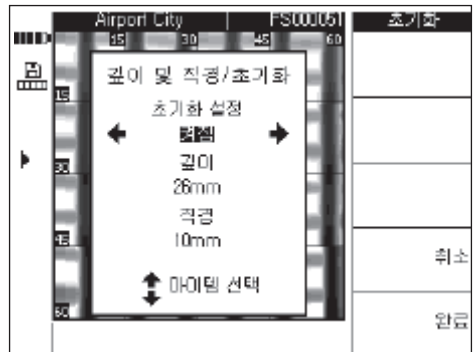 Airport City FS000051 초기화
15 30 45 60
깊이 및 직경/초기화
15
초기화 설정
켜짐
30
깊이
26mm
직경
45
10mm
취소
아이템 선택
60
완료